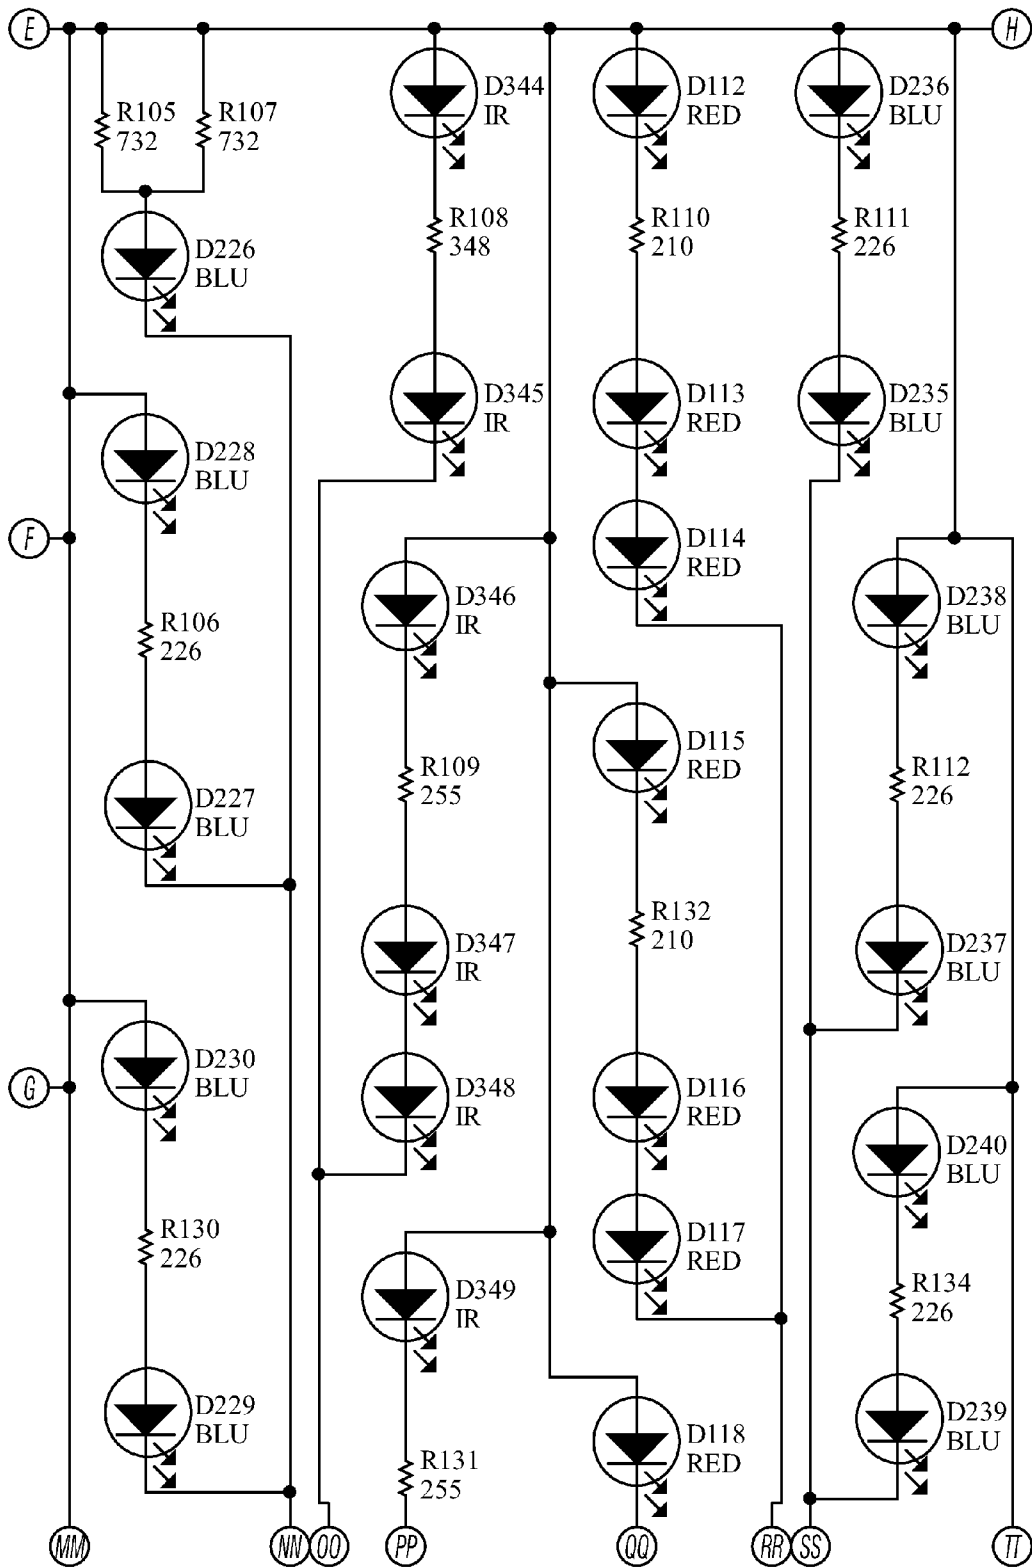 E
H
R105
732
R107
732
D344
IR
D112
RED
D236
BLU
R108
348
R110
210
R111
226
D226
BLU
D345
IR
D113
RED
D235
BLU
D228
BLU
F
D114
RED
D346
IR
D238
BLU
R106
226
D115
RED
R109
255
R112
226
D227
BLU
R132
210
D347
IR
D237
BLU
D230
BLU
G
D348
IR
D116
RED
D240
BLU
R130
226
D117
RED
D349
IR
R134
226
D229
BLU
D239
BLU
D118
RED
R131
255
MM
NN
OO
PP
QQ
RR
SS
TT